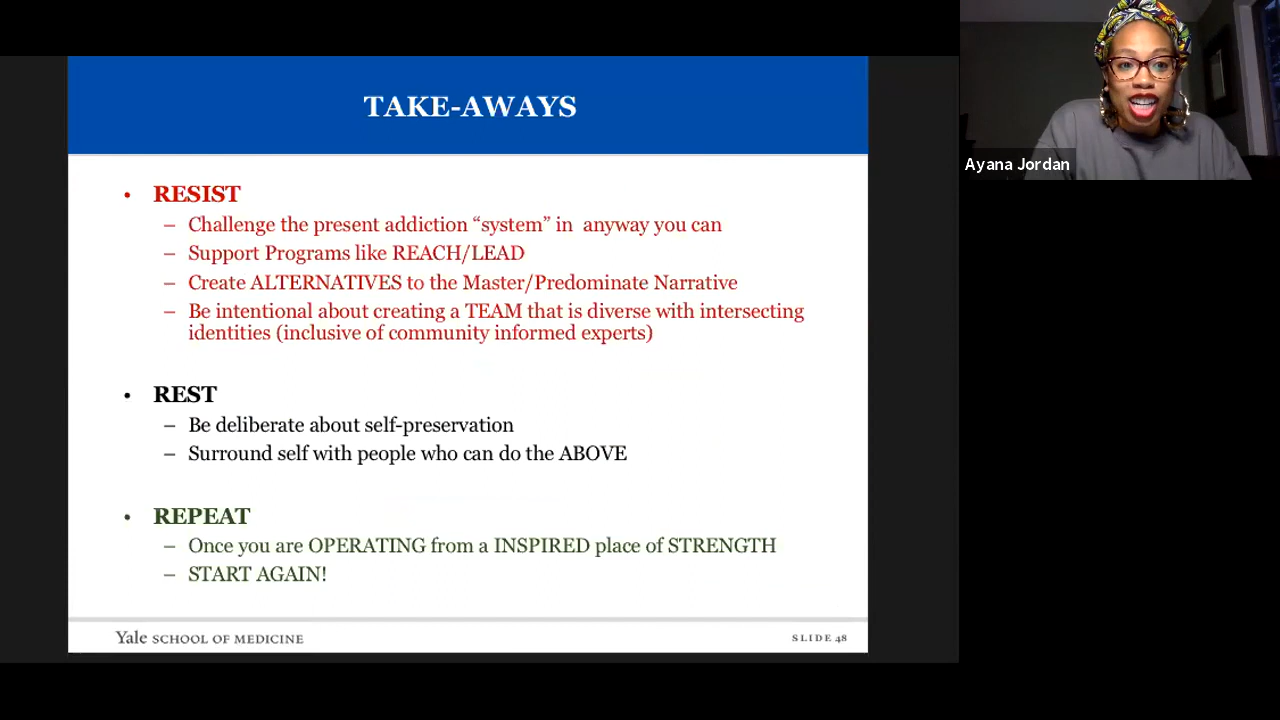 TAKE-AWAYS
• RESIST
– Challenge the present addiction “system” in  anyway you can
– Support Programs like REACH/LEAD
– Create ALTERNATIVES to the Master/Predominate Narrative
– Be intentional about creating a TEAM that is diverse with intersecting
identities (inclusive of community informed experts)
• REST
– Be deliberate about self-preservation
– Surround self with people who can do the ABOVE
• REPEAT
– Once you are OPERATING from a INSPIRED place of STRENGTH
– START AGAIN!
Yale SCHOOL OF MEDICINE
SLIDE 48
Ayana Jordan